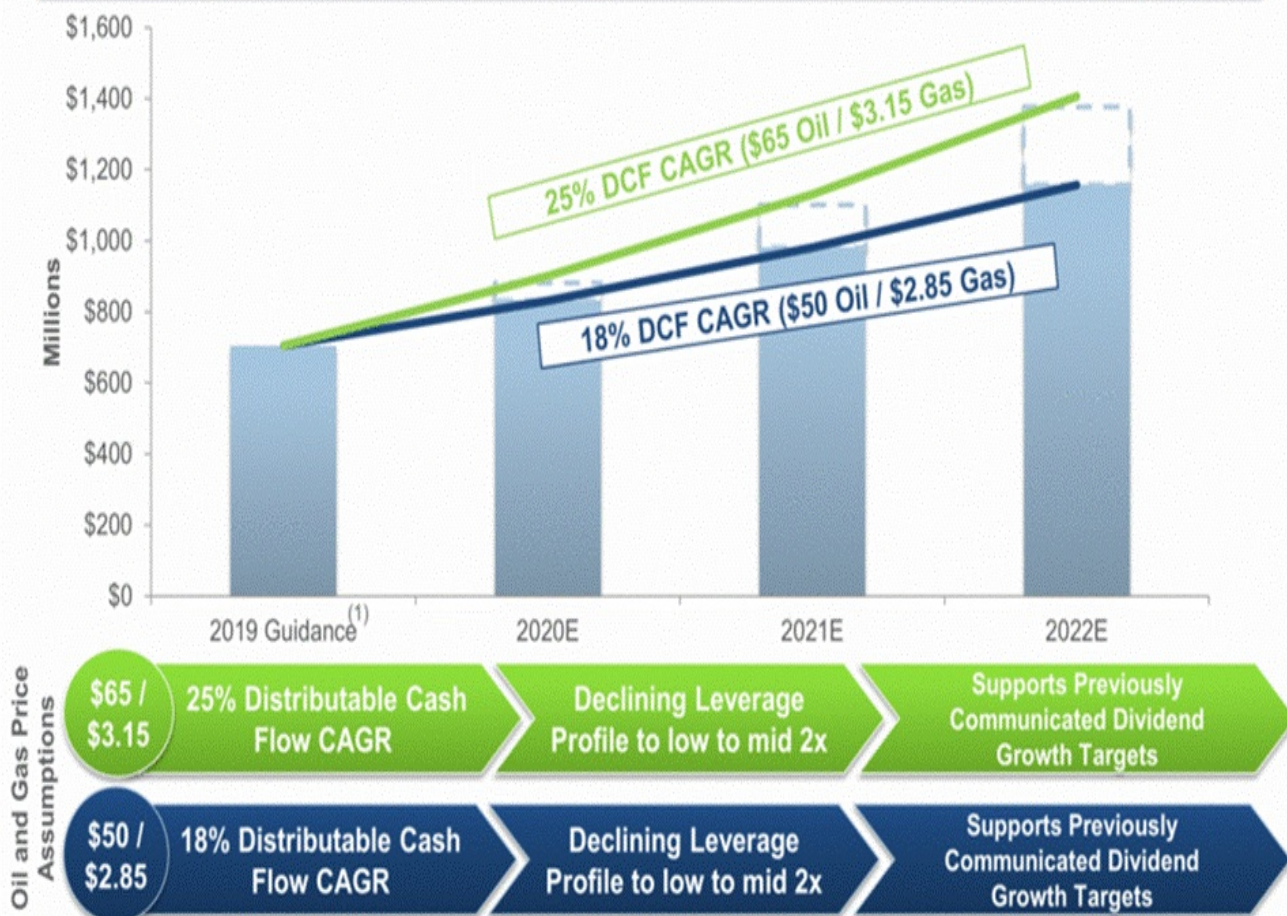 $1,600
$1,400
$1,200
$1,000
$800
$600
$400
$200
$0
Millions
25% DCF CAGR ($65 Oil / $3.15 Gas)
18% DCF CAGR ($50 Oil / $2.85 Gas)
2019 Guidance(1)
2020E
2021E
2022E
Oil and Gas Price
Assumptions
$65 /
$3.15
25% Distributable Cash
Flow CAGR
Declining Leverage
Profile to low to mid 2x
Supports Previously
Communicated Dividend
Growth Targets
$50 /
$2.85
18% Distributable Cash
Flow CAGR
Declining Leverage
Profile to low to mid 2x
Supports Previously
Communicated Dividend
Growth Targets